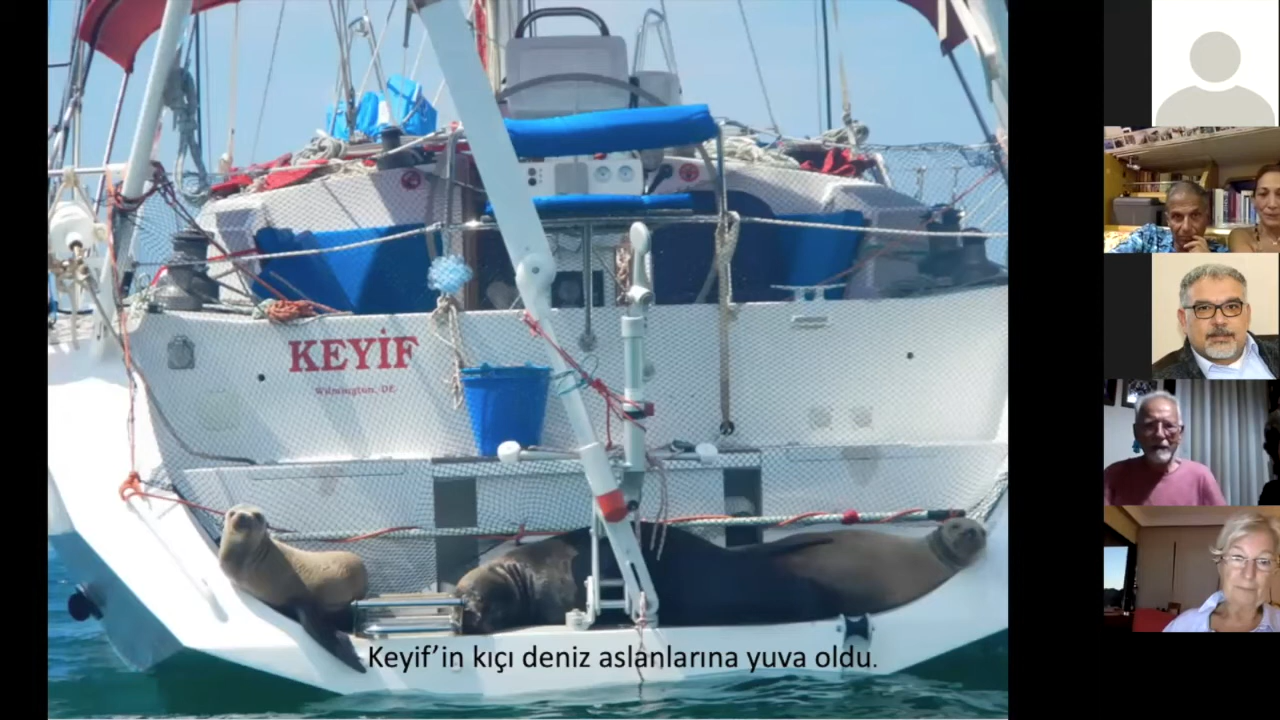 KEYİF
Wilmington, DE
Keyif’in kıçı deniz aslanlarına yuva oldu.